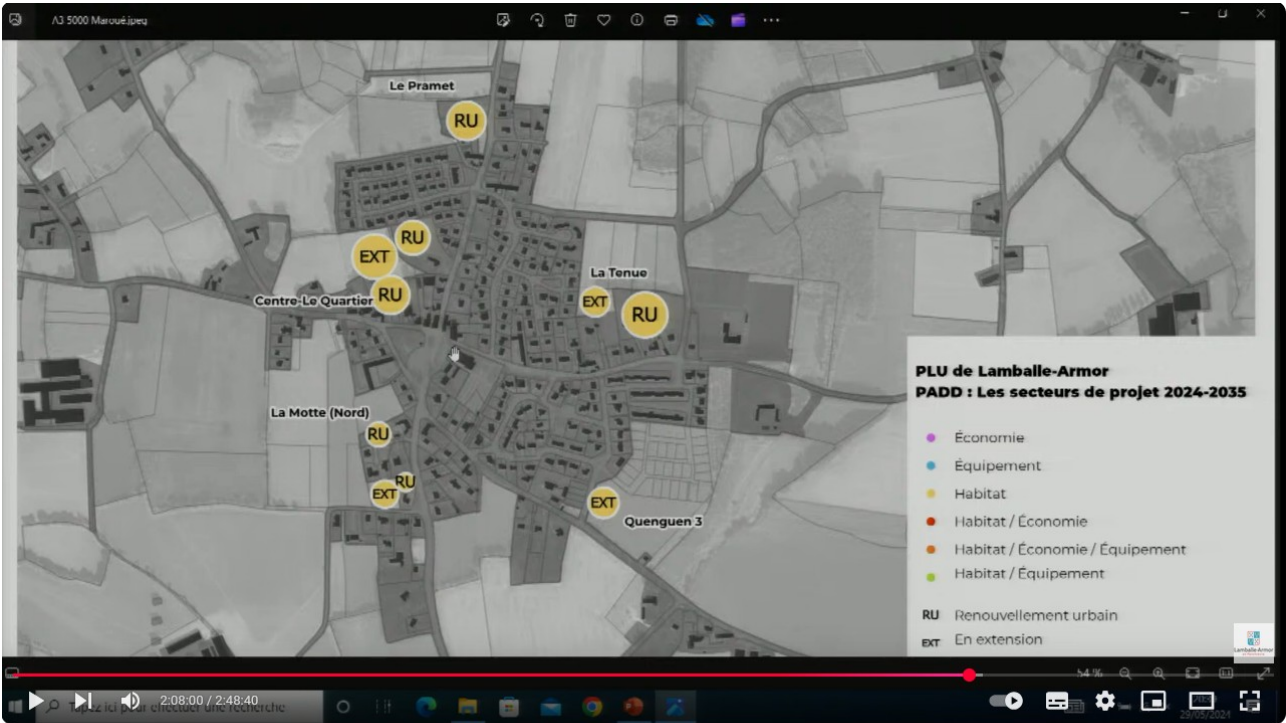 A3 5000 Maroué.jpeg
Le Pramet
RU
RU
EXT
La Tenue
Centre-Le Quartier
RU
EXT
RU
PLU de Lamballe-Armor
PADD : Les secteurs de projet 2024-2035
La Motte (Nord)
RU
Économie
Équipement
RU
EXT
Habitat
EXT
Quenguen 3
Habitat / Économie
Habitat / Économie / Équipement
Habitat / Équipement
RU Renouvellement urbain
EXT En extension
Lamballe-Armor
54 %
2:08:00 / 2:48:40
Tapez ici pour effectuer une recherche
29/05/2024